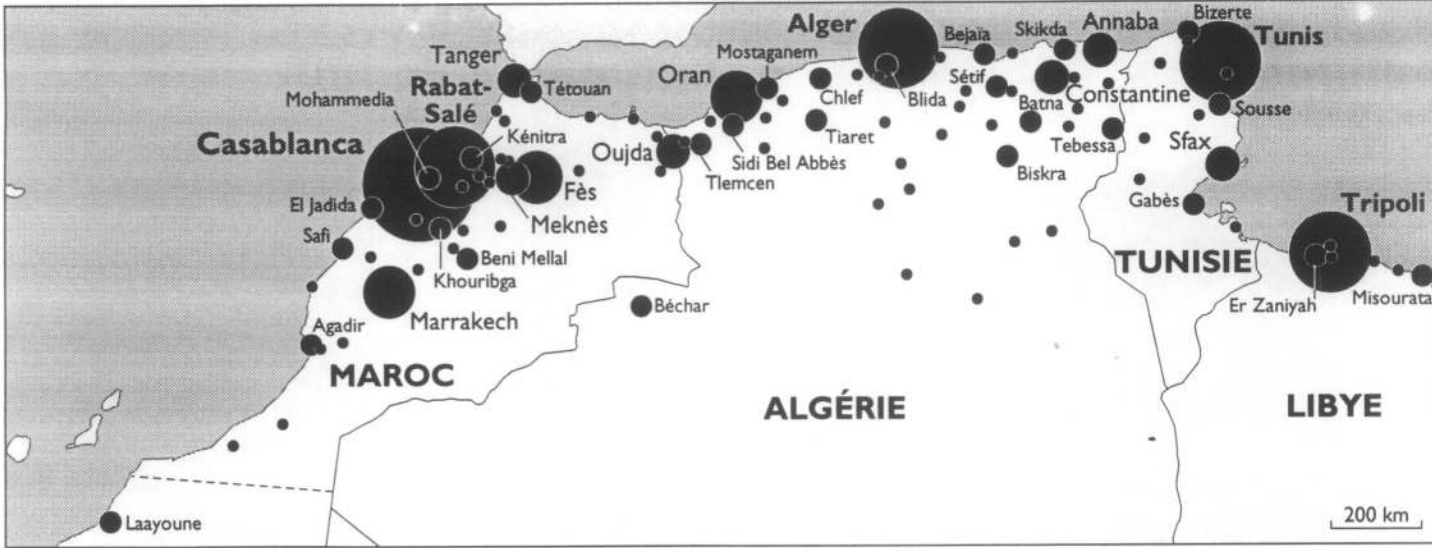 Alger
Bizerte
Annaba
Skikda
Bejaïa
Tunis
Mostaganem
Tanger
Oran
Sétif
Rabat-
Salé
Tétouan
Chlef
Blida
Batna
Constantine
Mohammedia
Sousse
Kénitra
Tiaret
Casablanca
Oujda
Sidi Bel Abbès
Tebessa
Sfax
Tlemcen
Biskra
Fès
El Jadida
Gabès
Tripoli
Meknès
Safi
Beni Mellal
TUNISIE
Khouribga
Béchar
Er Zaniyah
Misourata
Marrakech
Agadir
MAROC
ALGÉRIE
LIBYE
Laayoune
200 km